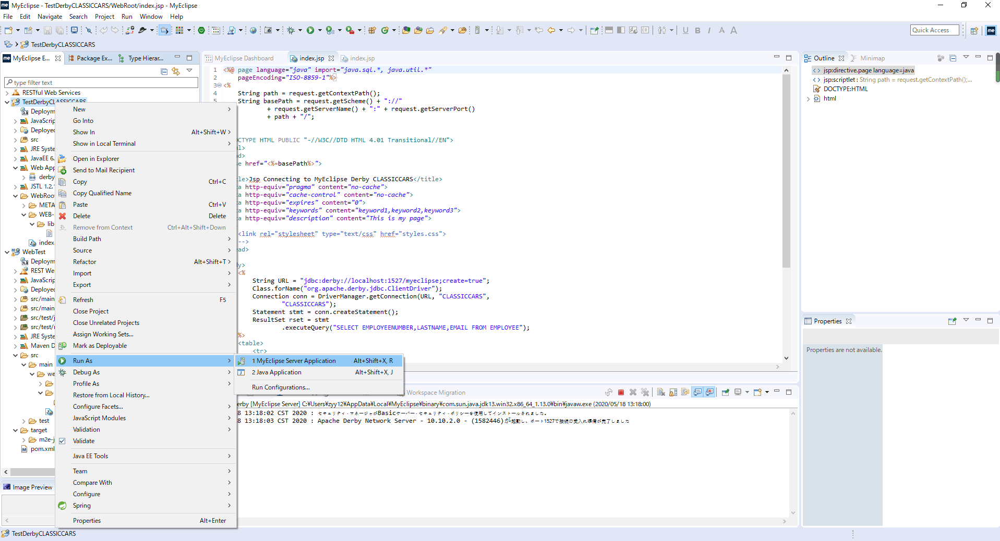 MyEclipse - TestDerbyCLASSICCARS/WebRoot/index.jsp - MyEclipse
File Edit Navigate Search Project Run Window Help
Quick Access
TestDerbyCLASSICCARS
MyEclipse E... Package Ex... Type Hierar...
type filter text
RESTful Web Services
TestDerbyCLASSICCARS
Deploym
JavaScrip
Deployed
src
JRE Syste
JavaEE 6.
Web App
derby
JSTL 1.2.1
WebRoot
META
WEB-
lib
index.
WebTest
Deploym
REST We
JavaScrip
Deployed
src/main
src/main
src/test/j
src/test/r
JRE Syste
Maven D
src
main
we
test
target
m2e-j
pom.xml
Image Preview
TestDerbyCLASSICCARS
New
Go Into
Show In Alt+Shift+W
Show in Local Terminal
Open in Explorer
Send to Mail Recipient
Copy Ctrl+C
Copy Qualified Name
Paste Ctrl+V
Delete Delete
Remove from Context Ctrl+Alt+Shift+Down
Build Path
Source
Refactor Alt+Shift+T
Import
Export
Refresh F5
Close Project
Close Unrelated Projects
Assign Working Sets...
Mark as Deployable
Run As
Debug As
Profile As
Restore from Local History...
Configure Facets...
JavaScript Modules
Validation
Validate
Java EE Tools
Team
Compare With
Configure
Spring
Properties Alt+Enter
1 MyEclipse Server Application Alt+Shift+X, R
2 Java Application Alt+Shift+X, J
Run Configurations...
MyEclipse Dashboard index.jsp index.jsp
1 <%@ page language="java" import="java.sql.*, java.util.*"
2 pageEncoding="ISO-8859-1"%>
3 <%
4 String path = request.getContextPath();
5 String basePath = request.getScheme() + "://"
+ request.getServerName() + ":" + request.getServerPort()
+ path + "/";
CTYPE HTML PUBLIC "-//W3C//DTD HTML 4.01 Transitional//EN">
l>
d>
e href="<%=basePath%>">
le>Jsp Connecting to MyEclipse Derby CLASSICCARS</title>
a http-equiv="pragma" content="no-cache">
a http-equiv="cache-control" content="no-cache">
a http-equiv="expires" content="0">
a http-equiv="keywords" content="keyword1,keyword2,keyword3">
a http-equiv="description" content="This is my page">
<link rel="stylesheet" type="text/css" href="styles.css">
-->
ad>
y>
<%
String URL = "jdbc:derby://localhost:1527/myeclipse;create=true";
Class.forName("org.apache.derby.jdbc.ClientDriver");
Connection conn = DriverManager.getConnection(URL, "CLASSICCARS",
"CLASSICCARS");
Statement stmt = conn.createStatement();
ResultSet rset = stmt
.executeQuery("SELECT EMPLOYEENUMBER,LASTNAME,EMAIL FROM EMPLOYEE");
%>
<table>
<tr>
Workspace Migration
erby [MyEclipse Server] C:¥Users¥zyy12¥AppData¥Local¥MyEclipse¥binary¥com.sun.java.jdk13.win32.x86_64_1.13.0¥bin¥javaw.exe (2020/05/18 13:18:00)
8 13:18:02 CST 2020 : セキュリティ・マネージャがBasicサーバー・セキュリティ・ポリシーを使用してインストールされました.
8 13:18:03 CST 2020 : Apache Derby Network Server - 10.10.2.0 - (1582446)が起動し、ポート1527で接続の受入れ準備が完了しました
Outline Minimap
jsp:directive.page language=java
jsp:scriptlet : String path = request.getContextPath();...
DOCTYPE:HTML
html
Properties
Properties are not available.